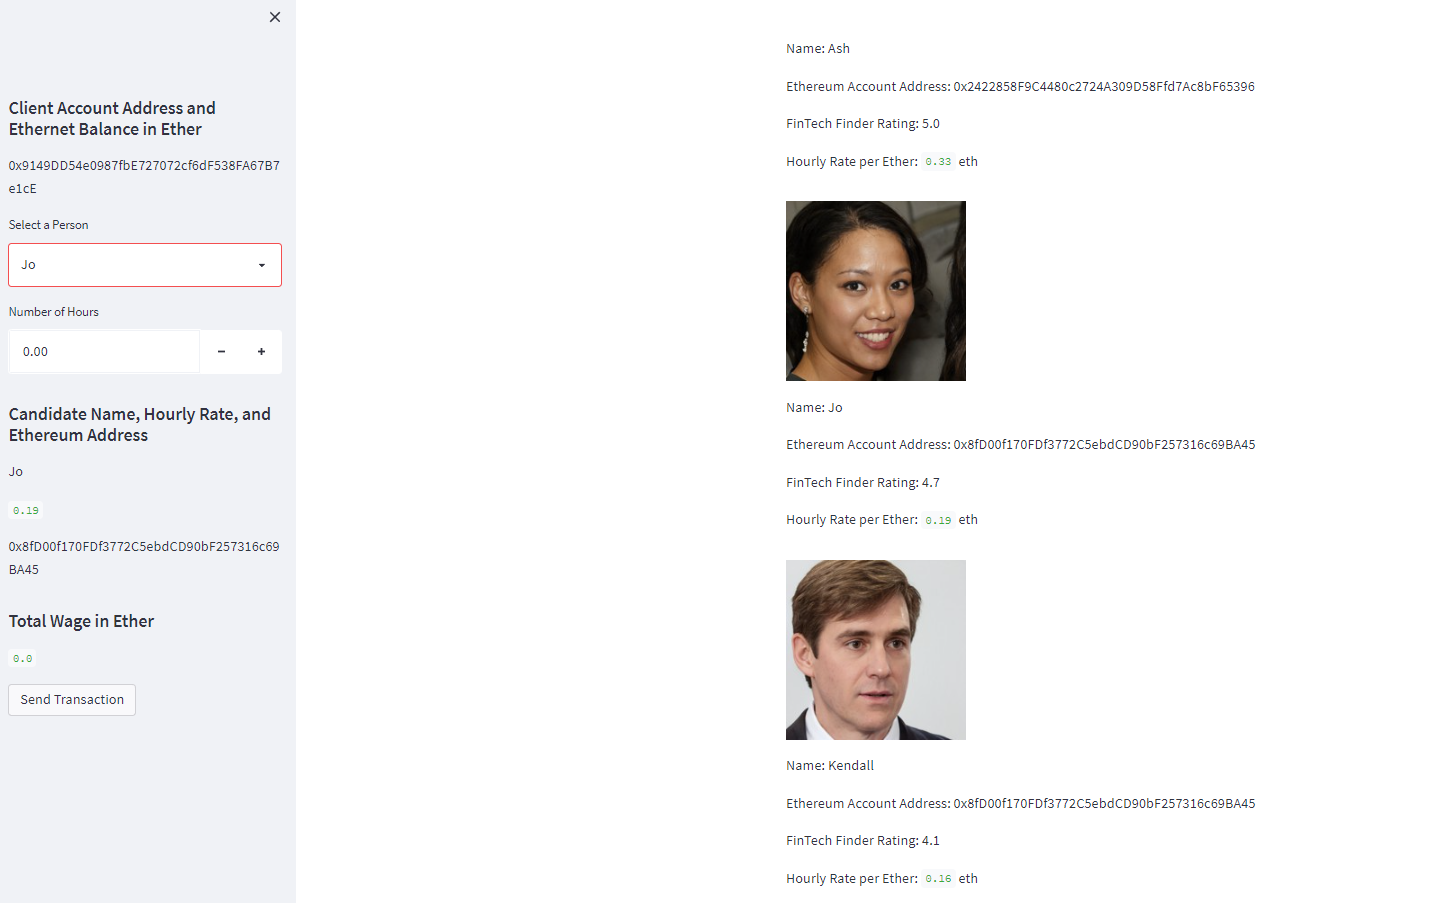 Client Account Address and
Ethernet Balance in Ether
0x9149DD54e0987fbE727072cf6dF538FA67B7
e1cE
Select a Person
Jo
Number of Hours
0.00
Candidate Name, Hourly Rate, and
Ethereum Address
Jo
0.19
0x8fD00f170FDf3772C5ebdCD90bF257316c69
BA45
Total Wage in Ether
0.0
Send Transaction
Name: Ash
Ethereum Account Address: 0x2422858F9C4480c2724A309D58Ffd7Ac8bF65396
FinTech Finder Rating: 5.0
Hourly Rate per Ether: 0.33 eth
Name: Jo
Ethereum Account Address: 0x8fD00f170FDf3772C5ebdCD90bF257316c69BA45
FinTech Finder Rating: 4.7
Hourly Rate per Ether: 0.19 eth
Name: Kendall
Ethereum Account Address: 0x8fD00f170FDf3772C5ebdCD90bF257316c69BA45
FinTech Finder Rating: 4.1
Hourly Rate per Ether: 0.16 eth